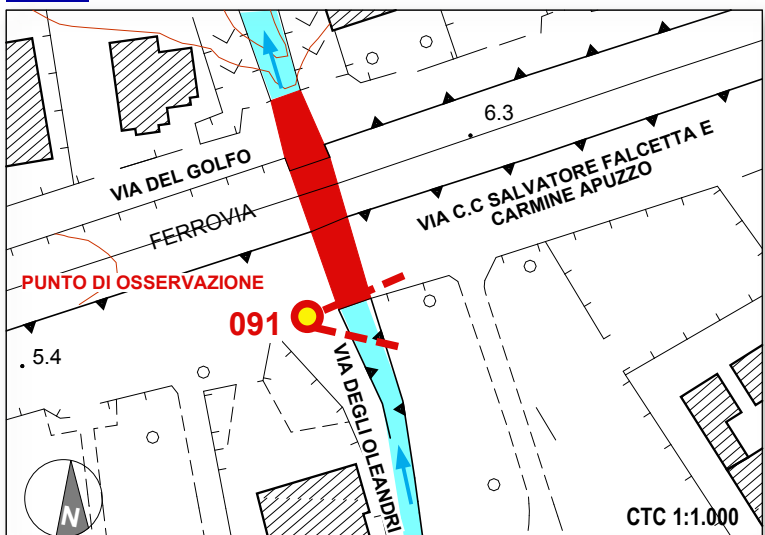 6.3
VIA DEL GOLFO
VIA C.C SALVATORE FALCETTA E
CARMINE APUZZO
FERROVIA
PUNTO DI OSSERVAZIONE
091
5.4
VIA DEGLI OLEANDRI
N
CTC 1:1.000